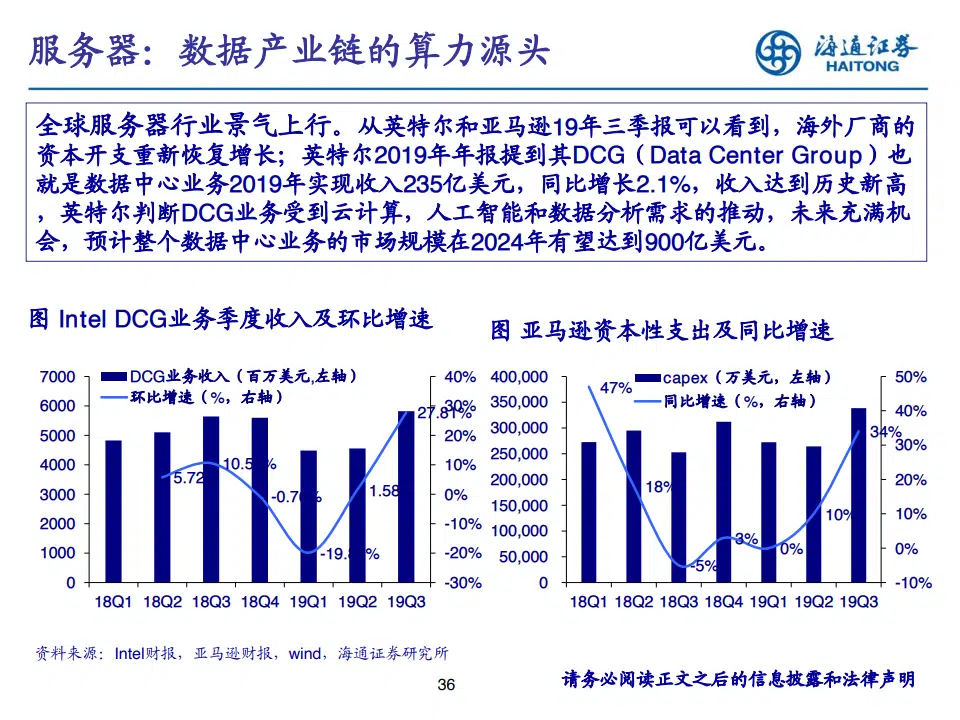 服务器：数据产业链的算力源头
海通证券
HAITONG
全球服务器行业景气上行。从英特尔和亚马逊19年三季报可以看到，海外厂商的
资本开支重新恢复增长；英特尔2019年年报提到其DCG（Data Center Group）也
就是数据中心业务2019年实现收入235亿美元，同比增长2.1%，收入达到历史新高
，英特尔判断DCG业务受到云计算，人工智能和数据分析需求的推动，未来充满机
会，预计整个数据中心业务的市场规模在2024年有望达到900亿美元。
图 Intel DCG业务季度收入及环比增速
7000
6000
5000
4000
3000
2000
1000
0
DCG业务收入（百万美元,左轴）
环比增速（%，右轴）
40%
30%
20%
10%
0%
-10%
-20%
-30%
27.81%
18Q1 18Q2 18Q3 18Q4 19Q1 19Q2 19Q3
图 亚马逊资本性支出及同比增速
400,000
350,000
300,000
250,000
200,000
150,000
100,000
50,000
0
capex（万美元，左轴）
同比增速（%，右轴）
50%
40%
30%
20%
10%
0%
-10%
47%
18%
-5%
3%
0%
10%
34%
18Q1 18Q2 18Q3 18Q4 19Q1 19Q2 19Q3
资料来源：Intel财报，亚马逊财报，wind，海通证券研究所
36
请务必阅读正文之后的信息披露和法律声明